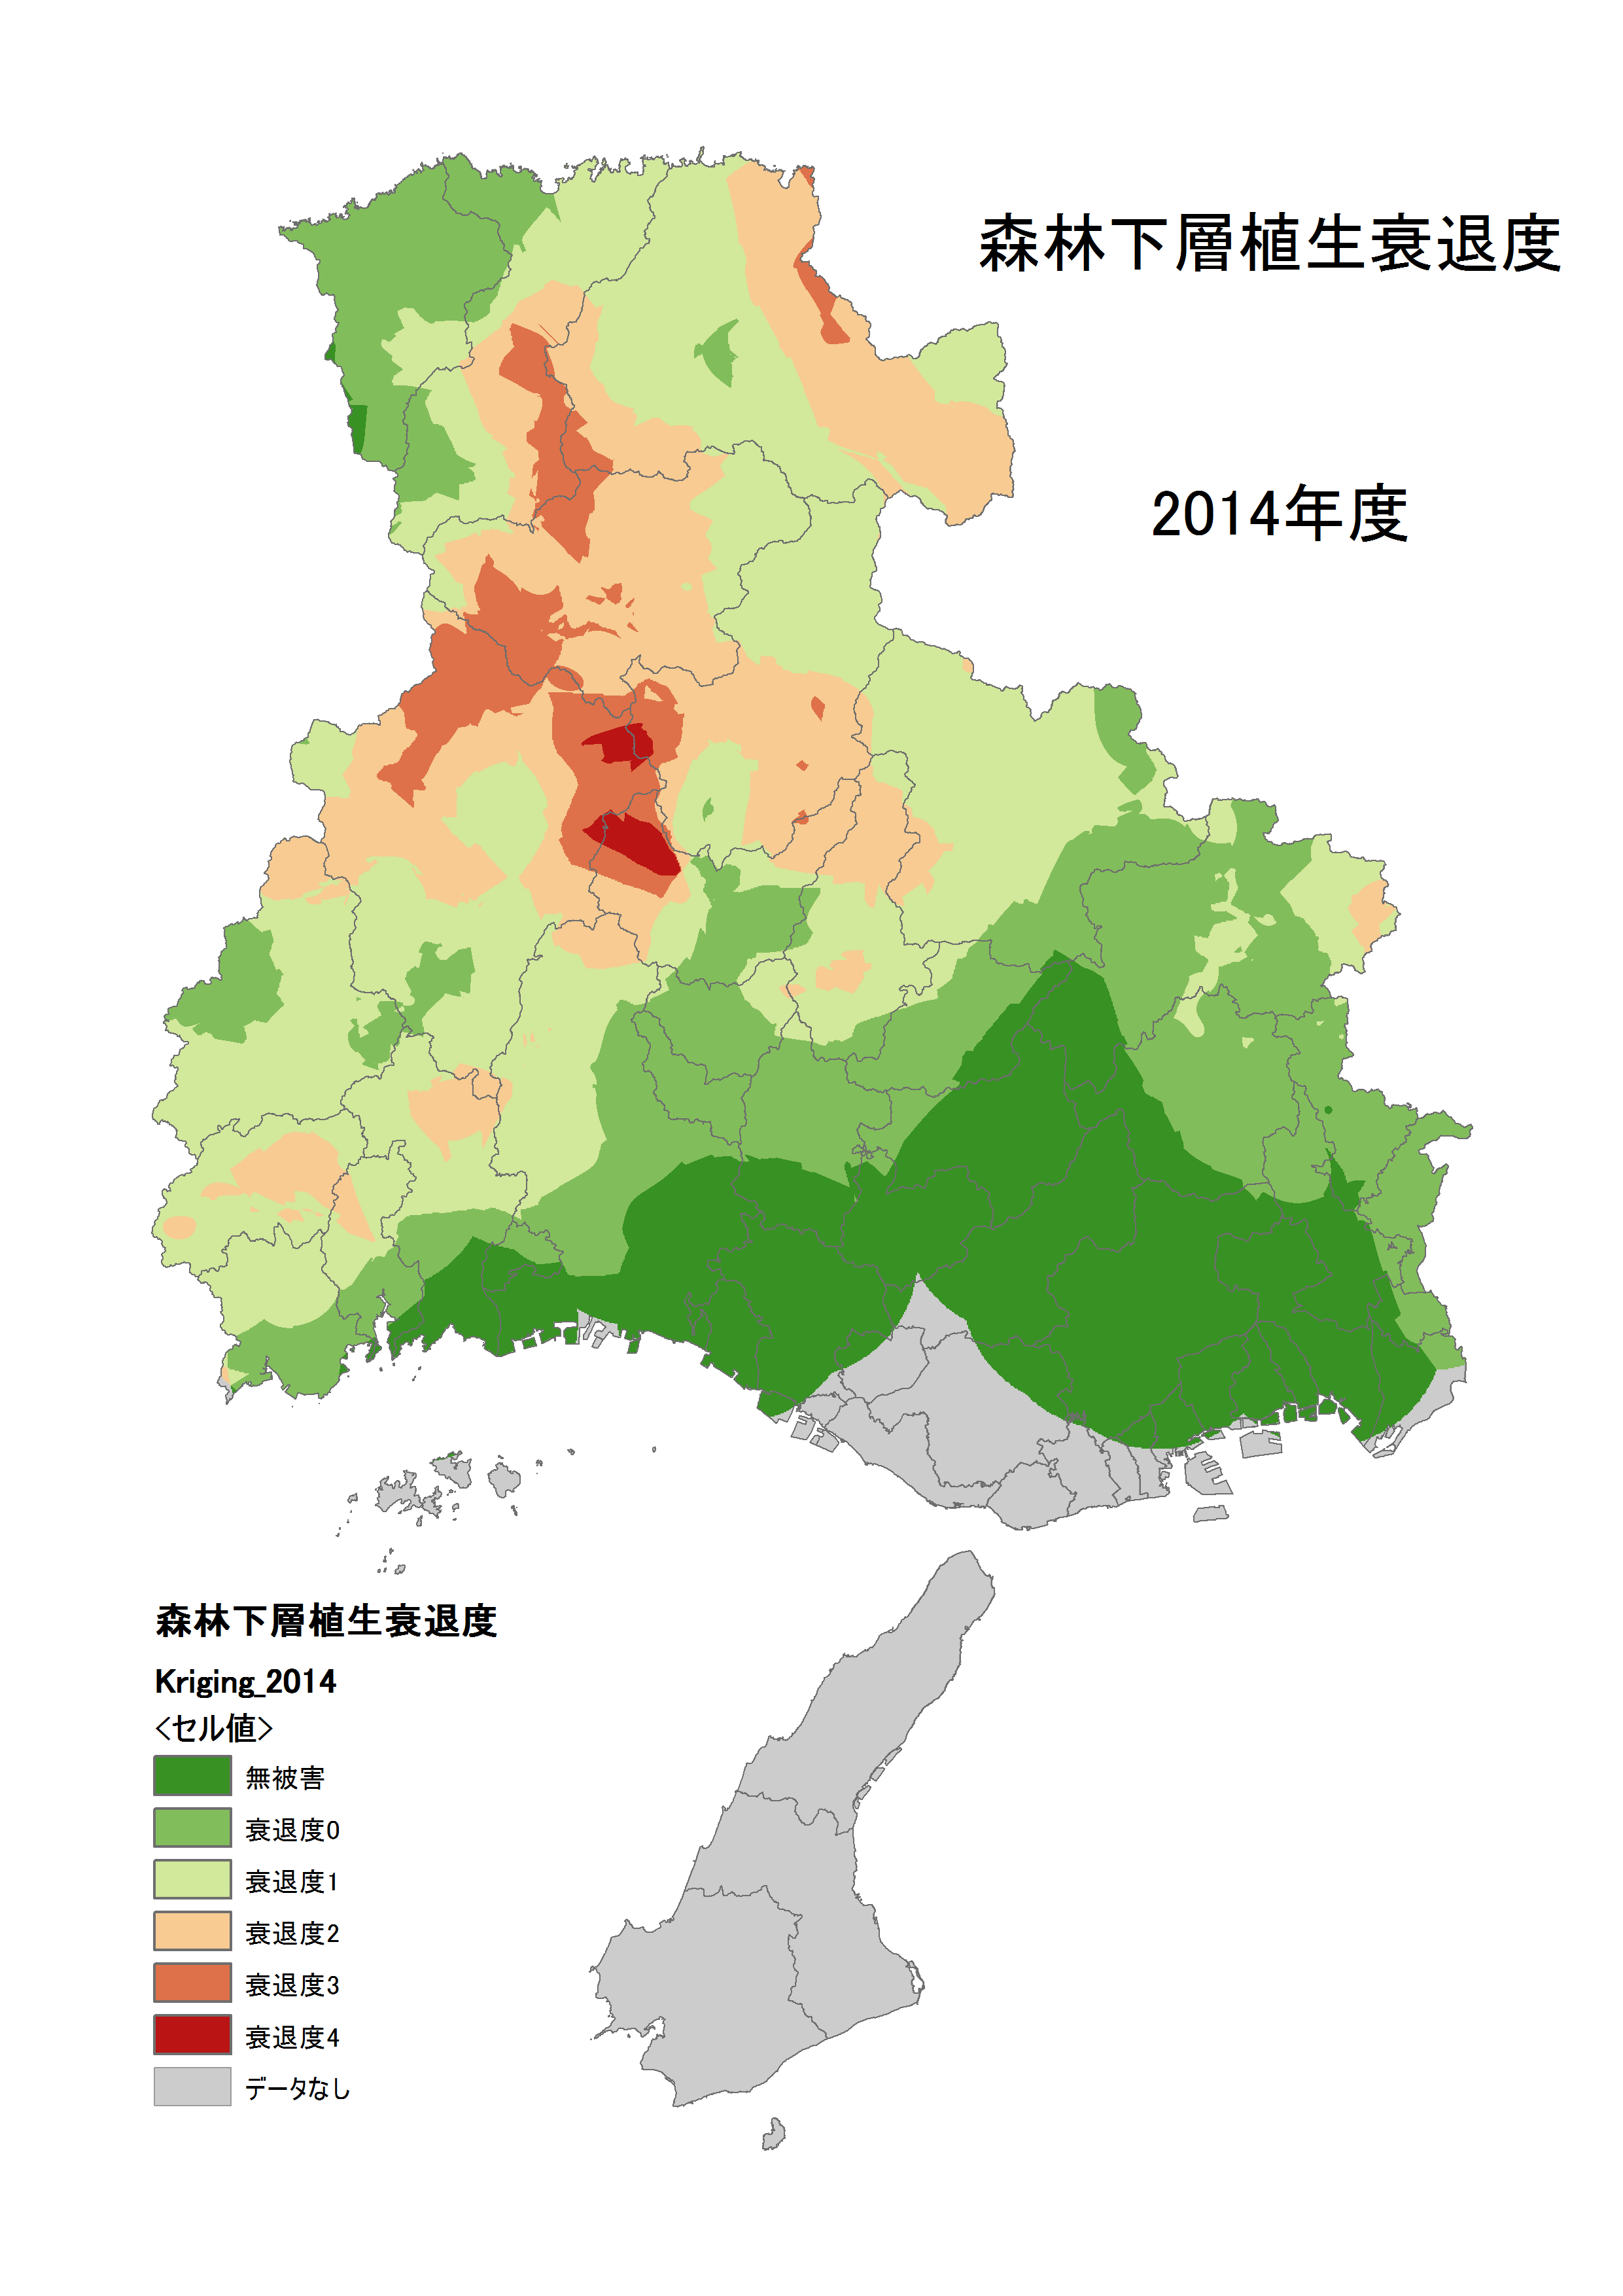 森林下層植生衰退度
2014年度
森林下層植生衰退度
Kriging_2014
<セル値>
無被害
衰退度0
衰退度1
衰退度2
衰退度3
衰退度4
データなし